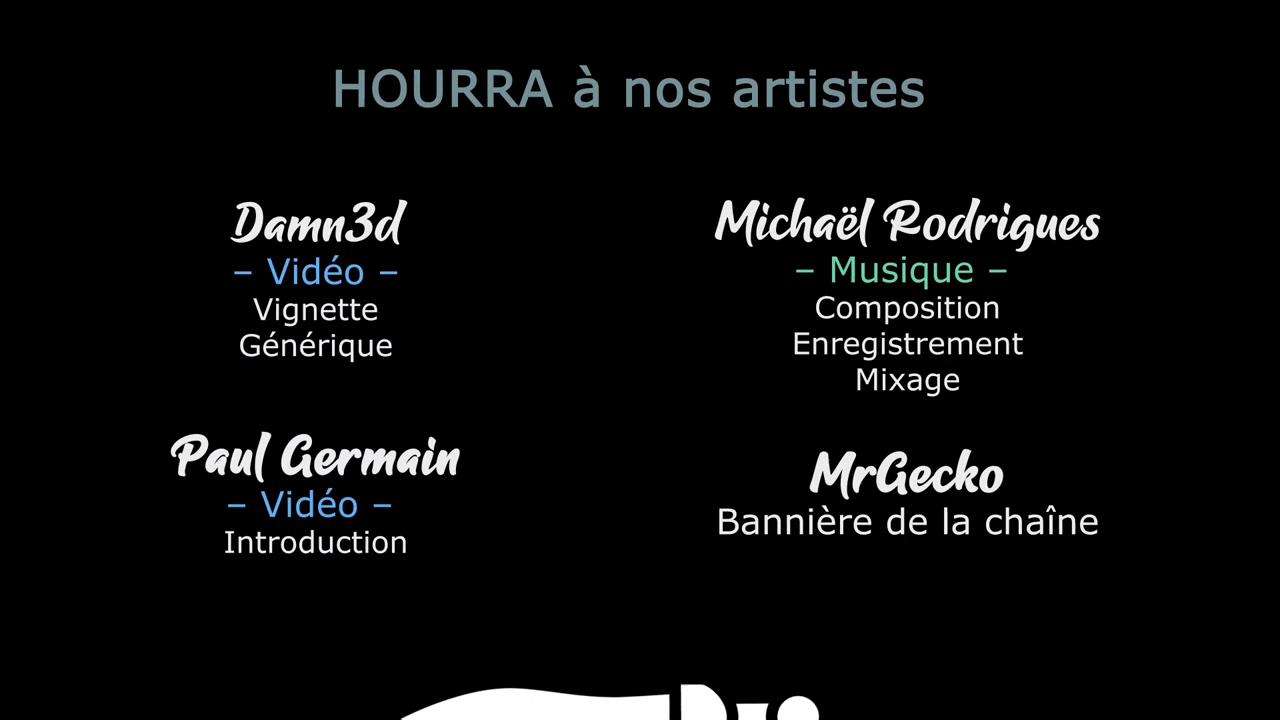 HOURRA à nos artistes
Damn3d
– Vidéo –
Vignette
Générique
Michaël Rodrigues
– Musique –
Composition
Enregistrement
Mixage
Paul Germain
– Vidéo –
Introduction
MrGecko
Bannière de la chaîne